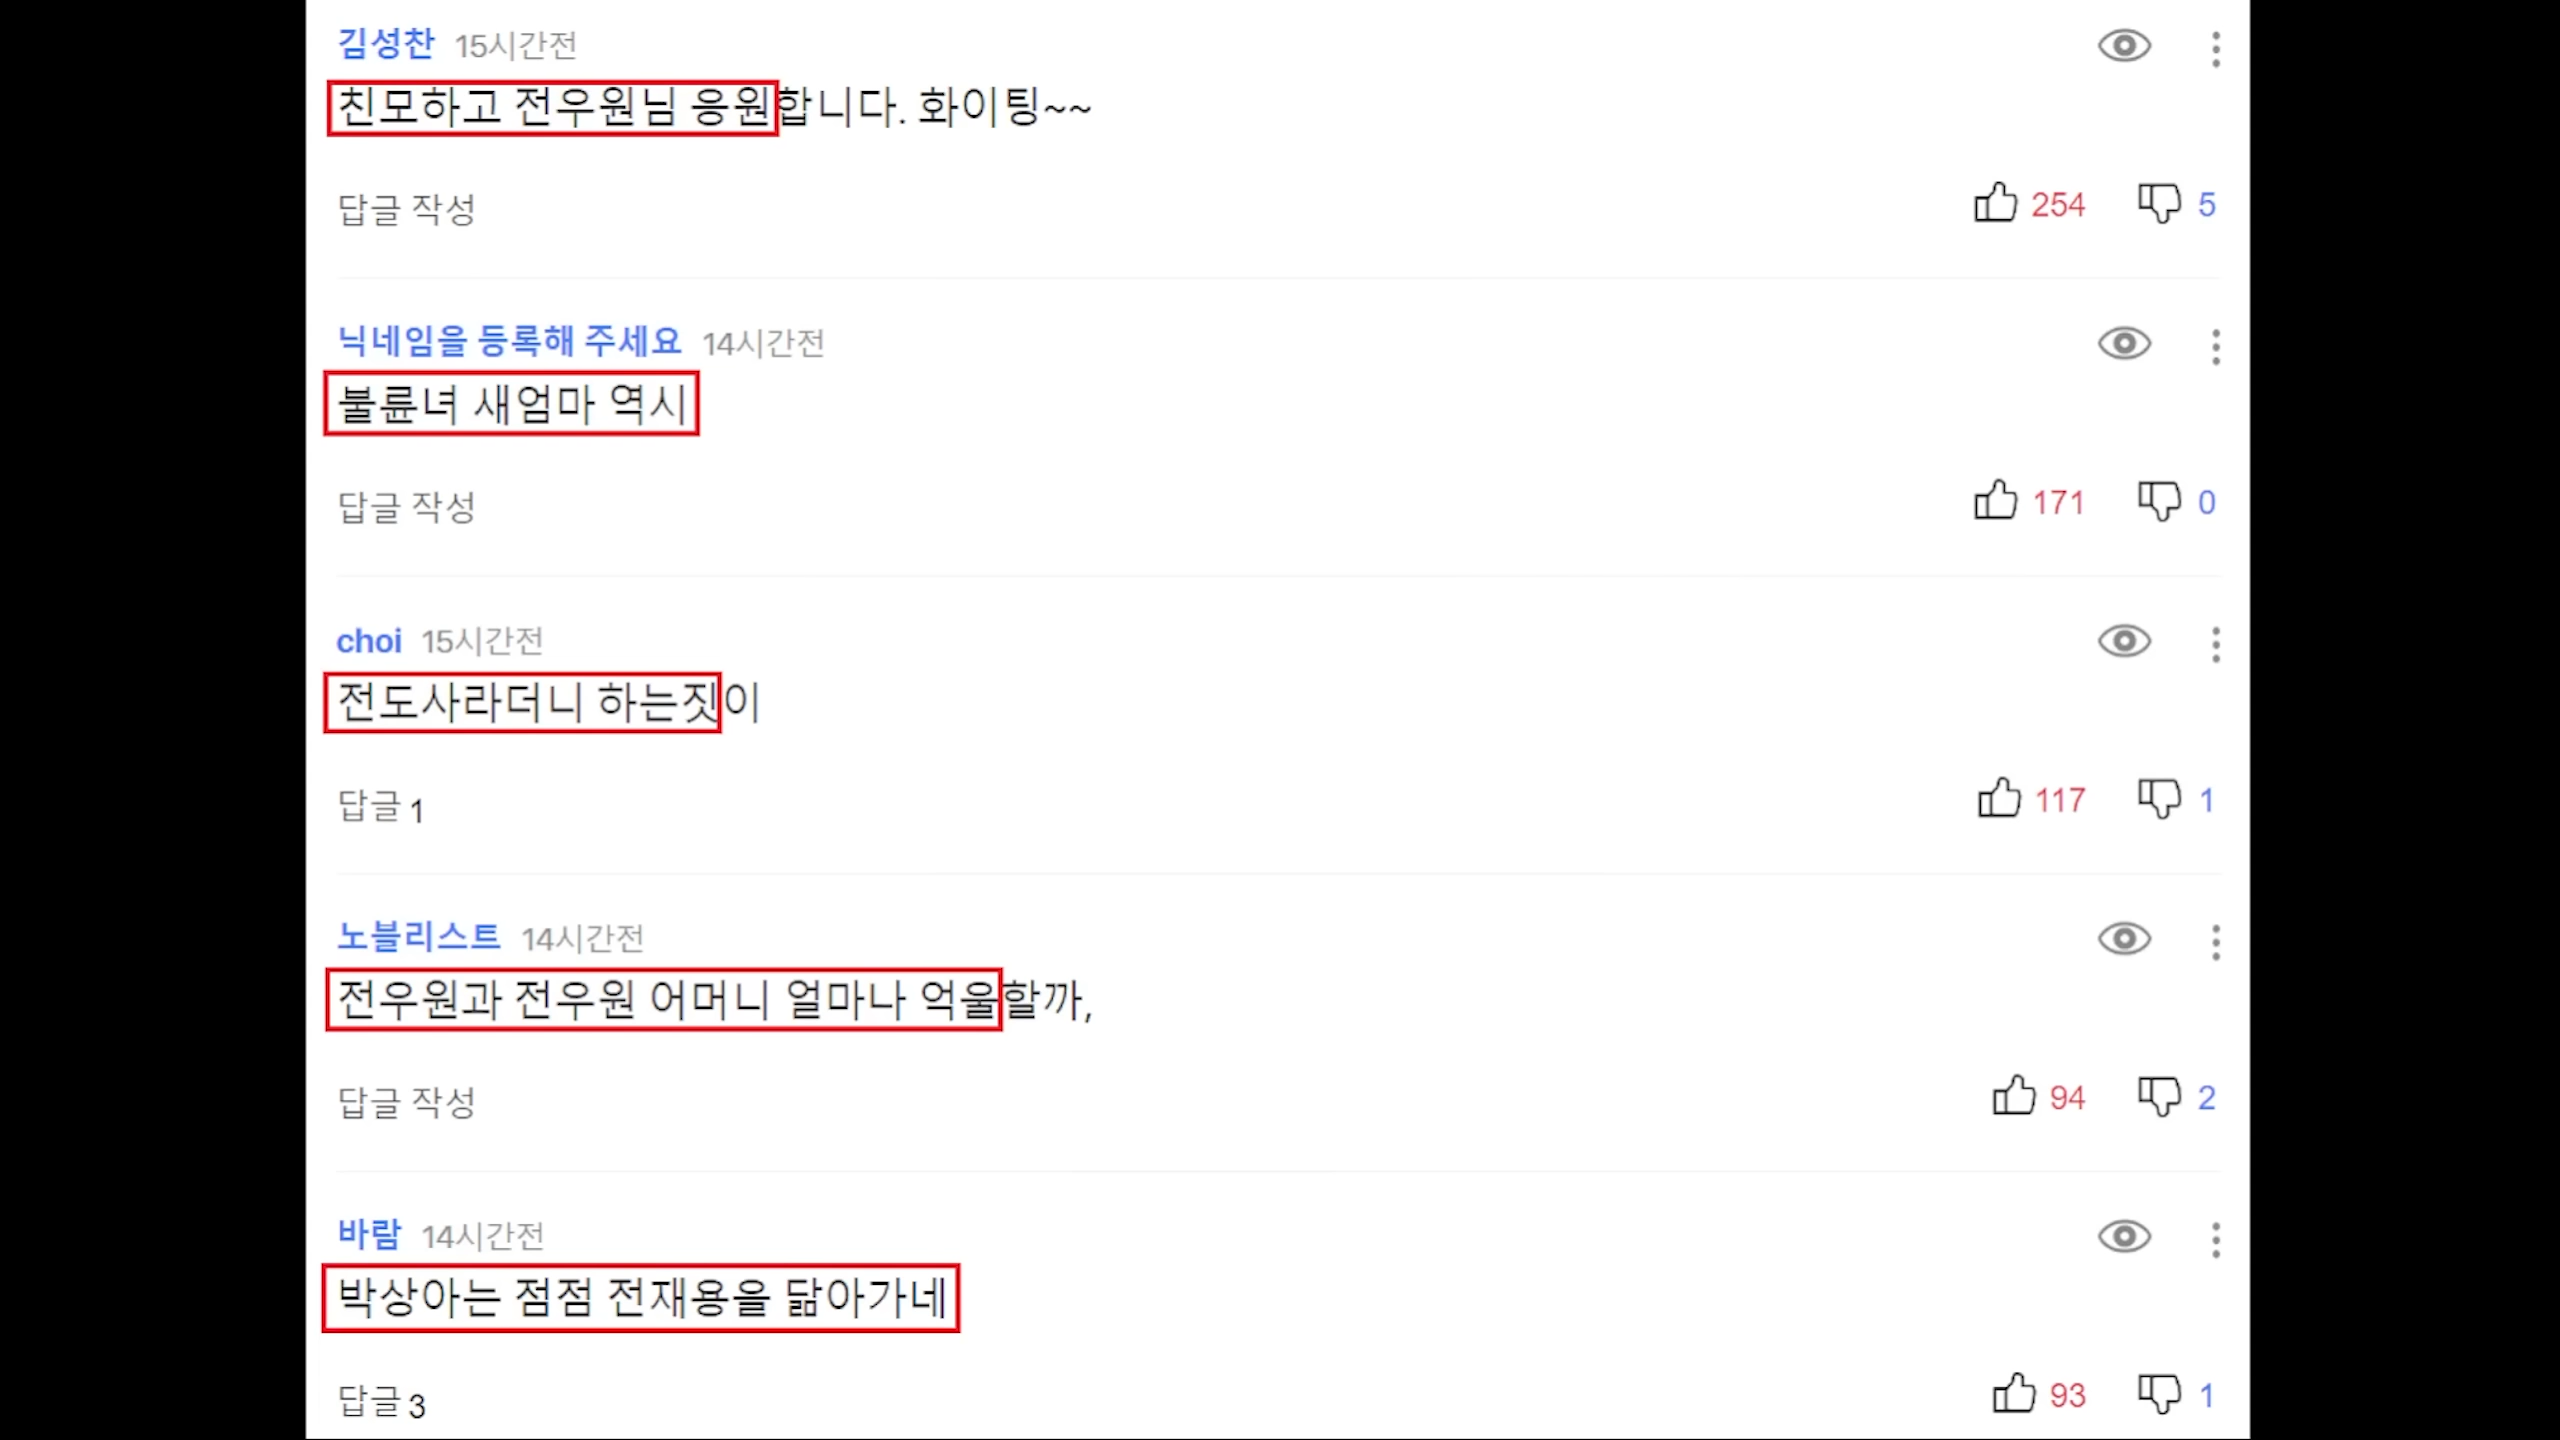 김성찬 15시간전
친모하고 전우원님 응원합니다. 화이팅~~
답글 작성 254 5
닉네임을 등록해 주세요 14시간전
불륜녀 새엄마 역시
답글 작성 171 0
choi 15시간전
전도사라더니 하는짓이
답글 1 117 1
노블리스트 14시간전
전우원과 전우원 어머니 얼마나 억울할까,
답글 작성 94 2
바람 14시간전
박상아는 점점 전재용을 닮아가네
답글 3 93 1